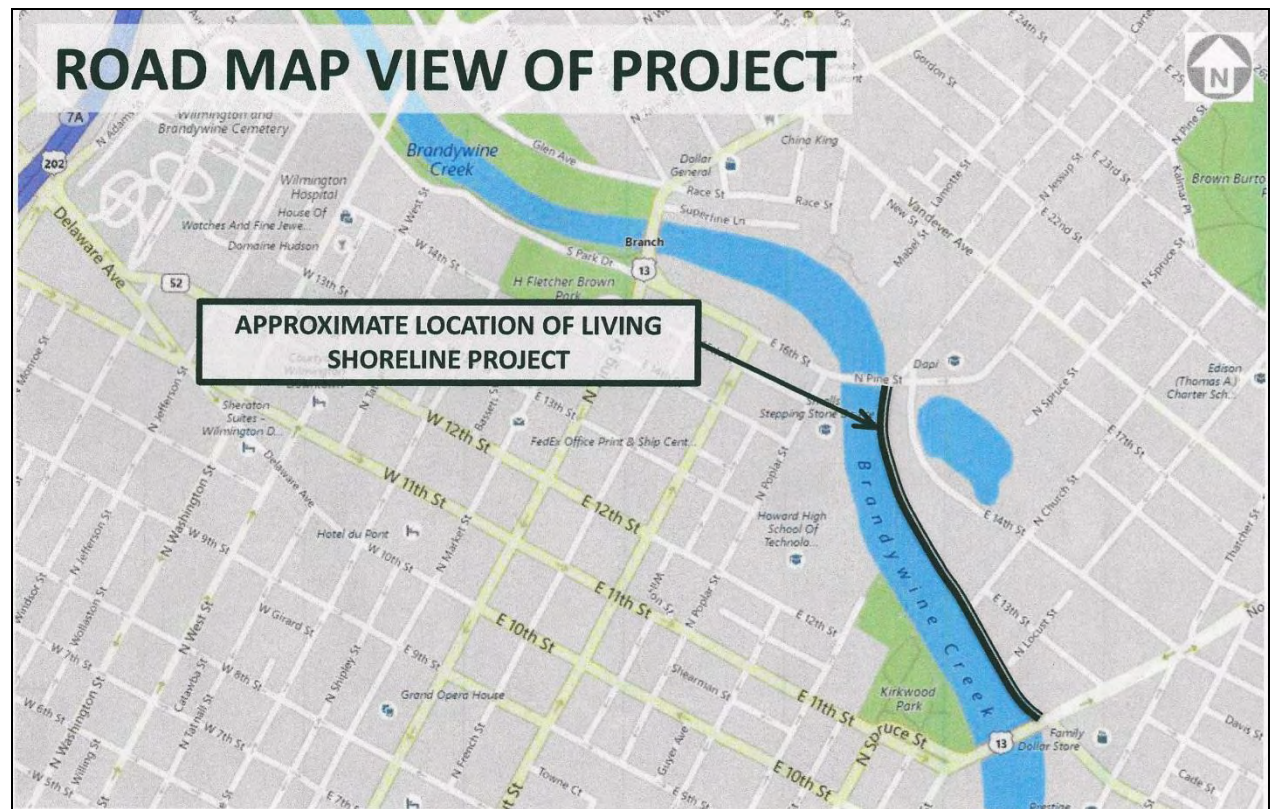 ROAD MAP VIEW OF PROJECT
N
7A
N Adams
Wilmington and
Brandywine Cemetery
202
Delaware Ave
52
Wilmington
Hospital
House Of
Watches And Fine Jewe...
Domaine Hudson
Brandywine
Creek
N West St
W 14th St
W 13th St
Glen Ave
Dollar
General
China King
Race St
Race St
Superfine Ln
Branch
13
S Park Dr
H Fletcher Brown
Park
Gordon St
E 24th St
N Pine St
Kalmar Pl
E 23rd St
N Jessup St
E 22nd St
Lamotte St
New St
Mabel St
Vandever Ave
N Spruce St
Brown Burto
APPROXIMATE LOCATION OF LIVING
SHORELINE PROJECT
E 16th St
N Pine St
Dapi
Stepping Stone
Edison
(Thomas A.)
Charter Sch...
N Spruce St
E 17th St
N Church St
E 14th St
Thatcher St
Monroe St
N Jefferson St
Sheraton
Suites -
Wilmington D...
Delaware Ave
E 13th St
FedEx Office Print & Ship Cent...
W 12th St
W 11th St
E 12th St
N Poplar St
Howard High
School Of
Technola...
Brandywine Creek
N Jefferson St
N Washington St
W 9th St
Hotel du Pont
W 10th St
N Market St
E 11th St
N Poplar St
E 12th St
E 13th St
N Locust St
Windsor St
Wollaston St
N West St
W Girard St
E 10th St
W 7th St
Catawba St
W 8th St
N Shipley St
E 9th St
Grand Opera House
Shearman St
E 11th St
Kirkwood
Park
W 6th St
N Washington St
N Tatnall St
W 7th St
N French St
Guyer Ave
N Spruce St
13
Family
Dollar Store
Davis St
W 5th St
Willing St
E 7th St
Towne Ct
E 9th St
E 10th St
Cade St
Prestige